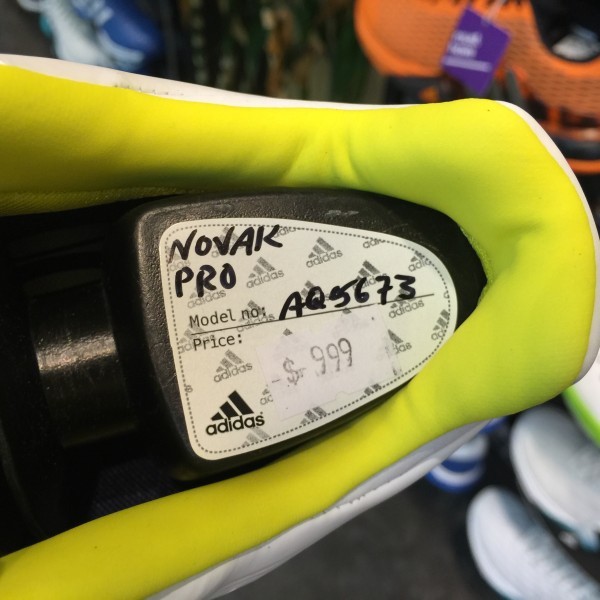 NOVAK
PRO
Model no: AQ5673
Price:
$ 999
adidas